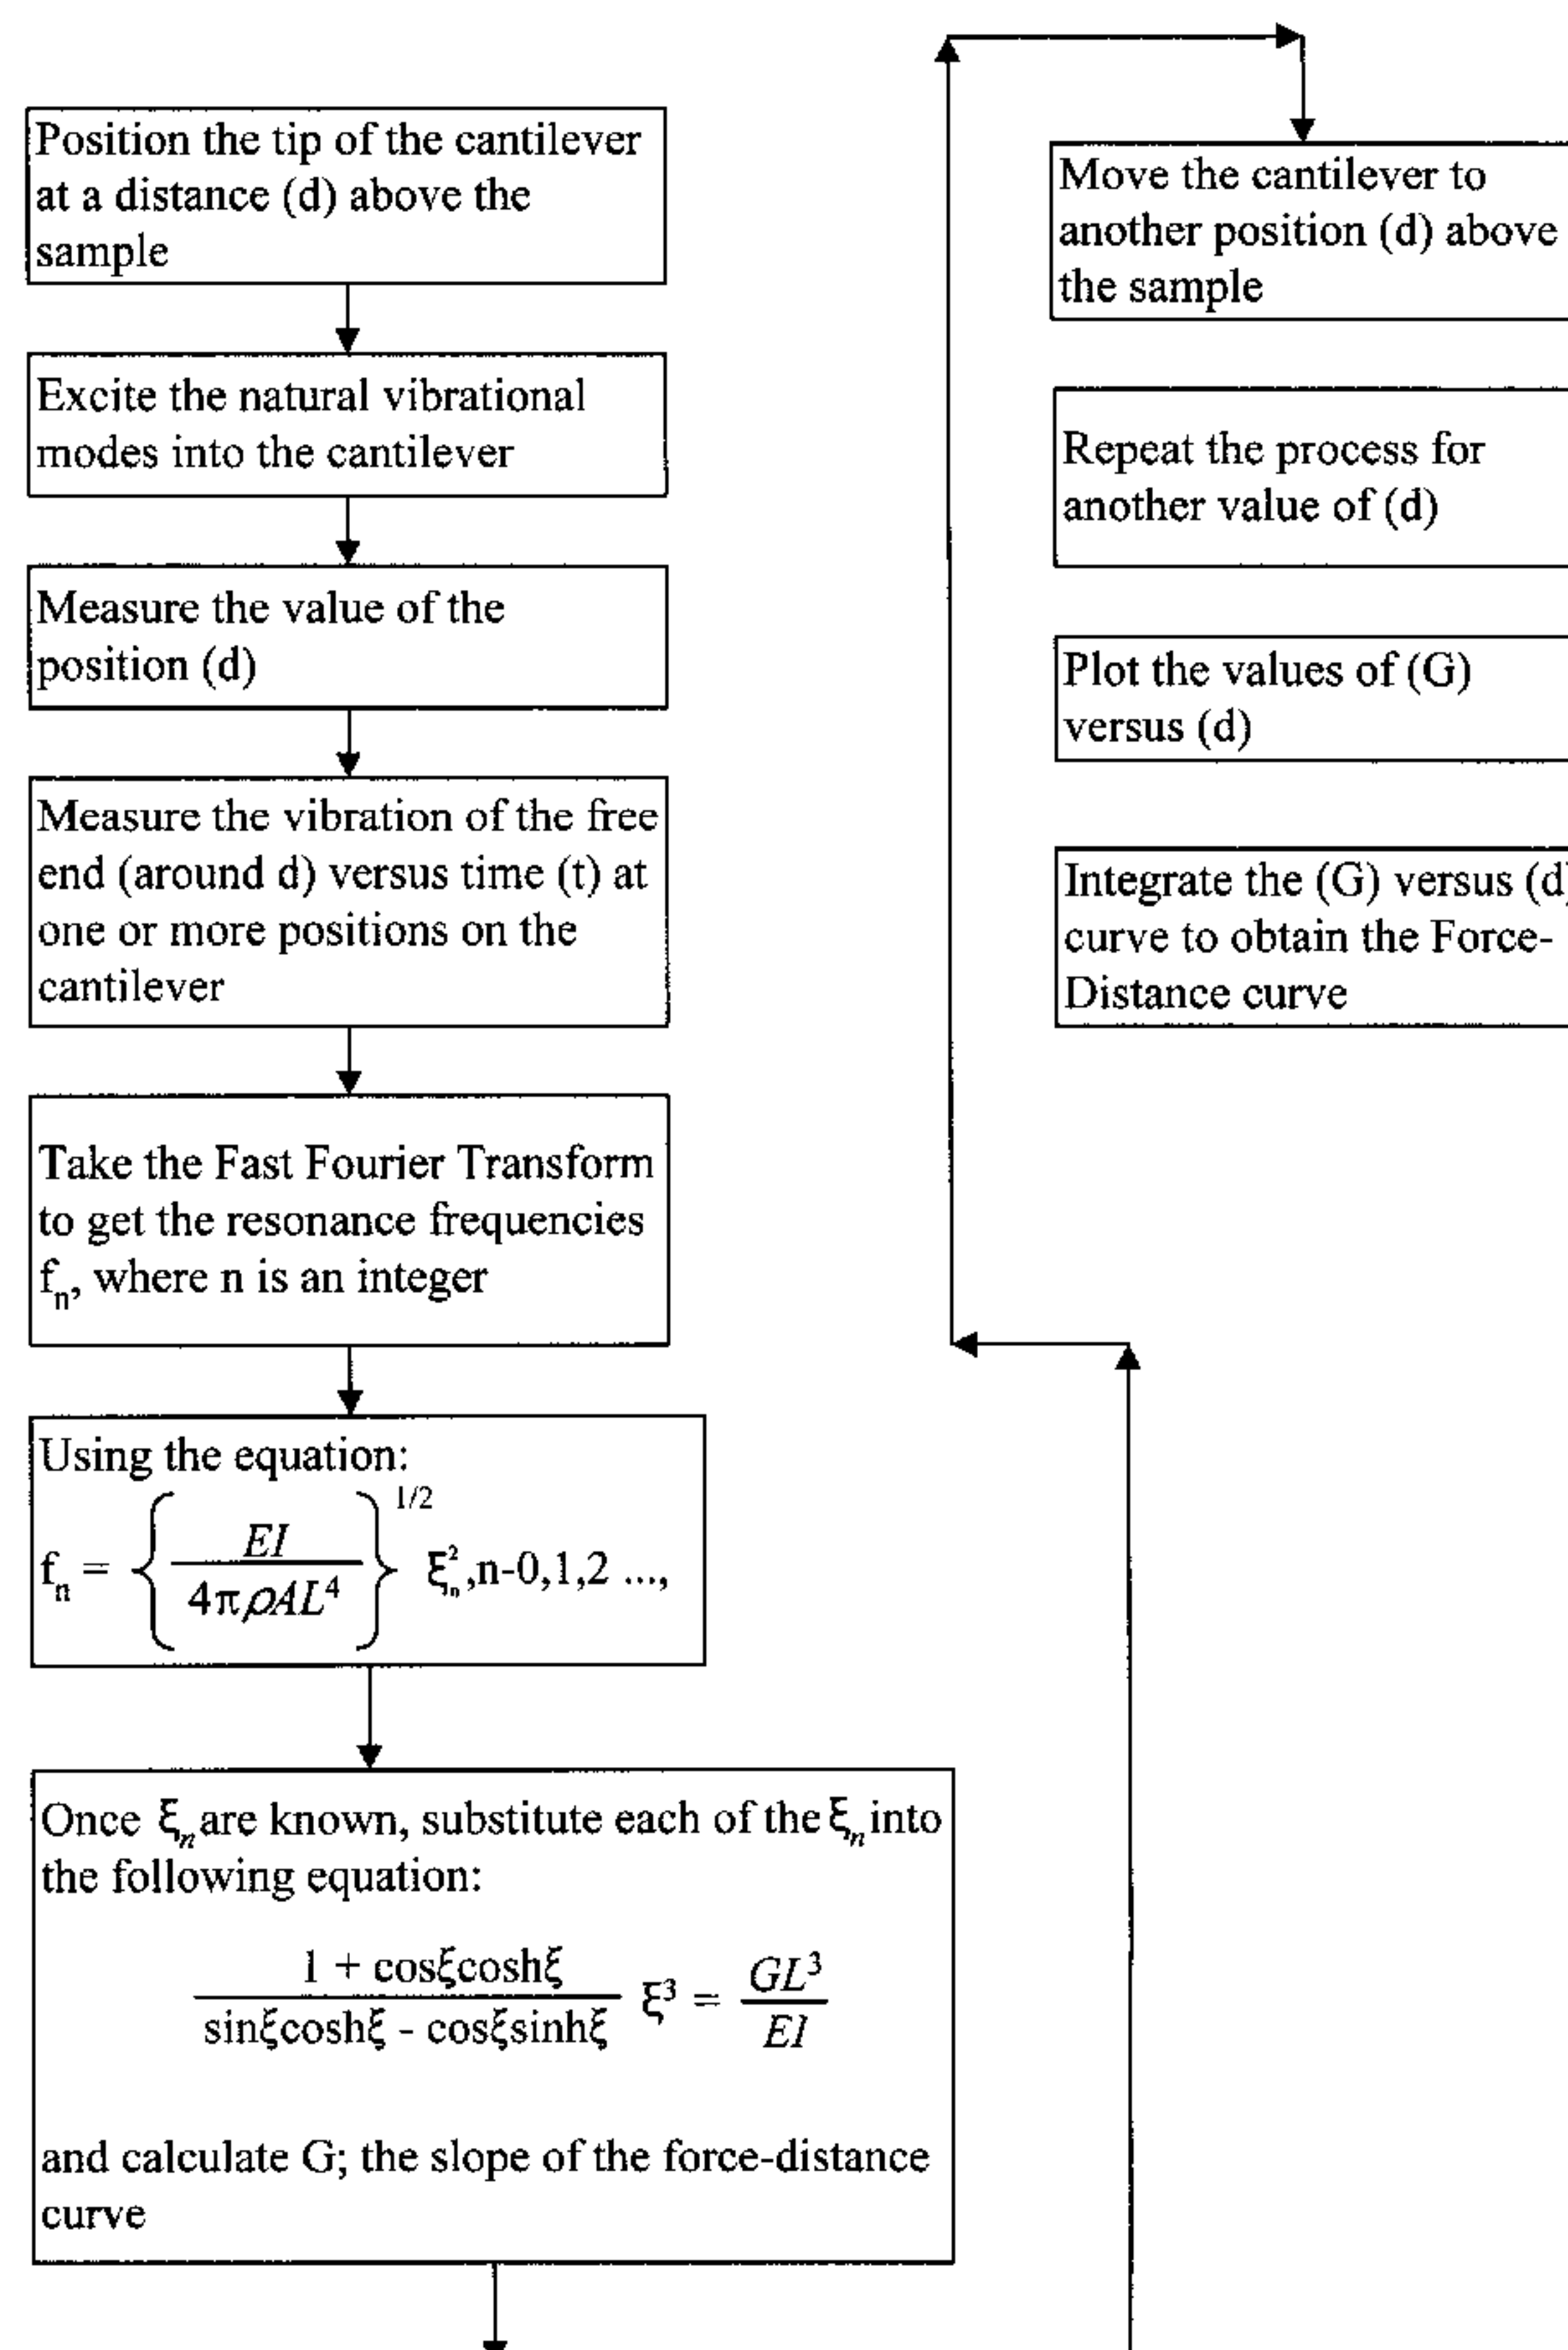 Position the tip of the cantilever
at a distance (d) above the
sample
Excite the natural vibrational
modes into the cantilever
Measure the value of the
position (d)
Measure the vibration of the free
end (around d) versus time (t) at
one or more positions on the
cantilever
Take the Fast Fourier Transform
to get the resonance frequencies
fₙ, where n is an integer
Using the equation:
fₙ = { EI / 4πρAL⁴ }^1/2 ξₙ²,n-0,1,2 ...,
Once ξₙ are known, substitute each of the ξₙ into
the following equation:
1 + cosξcoshξ / sinξcoshξ - cosξsinhξ ξ³ = GL³ / EI
and calculate G; the slope of the force-distance
curve
Move the cantilever to
another position (d) above
the sample
Repeat the process for
another value of (d)
Plot the values of (G)
versus (d)
Integrate the (G) versus (d)
curve to obtain the Force-
Distance curve